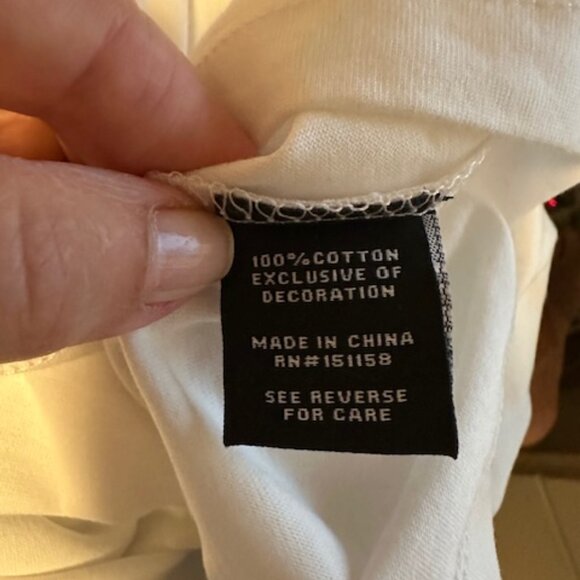 100%COTTON
EXCLUSIVE OF
DECORATION
MADE IN CHINA
RN#151158
SEE REVERSE
FOR CARE